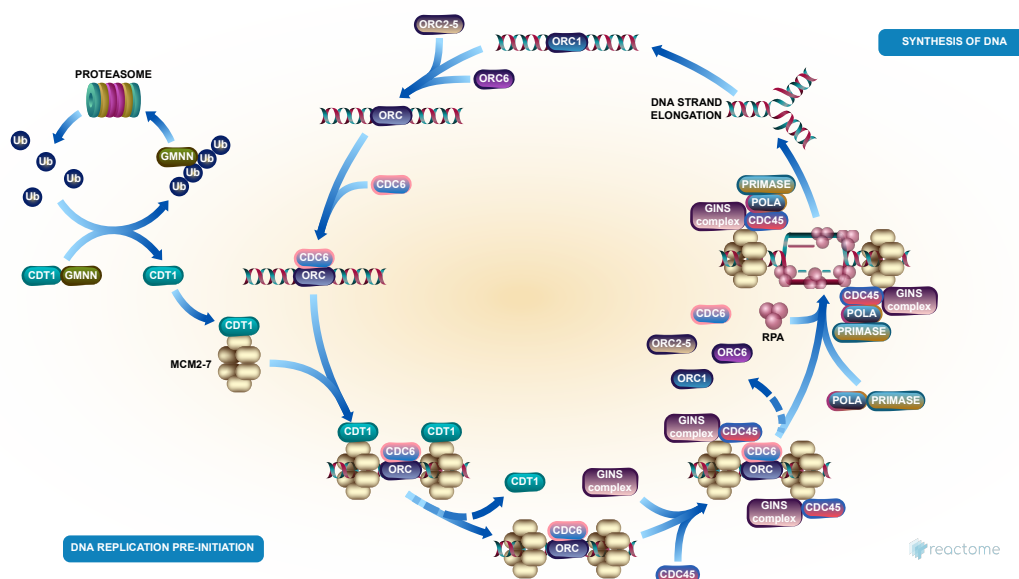 ORC2-5
ORC1
SYNTHESIS OF DNA
PROTEASOME
ORC6
DNA STRAND
ELONGATION
ORC
Ub
Ub
Ub
Ub
GMNN
Ub
Ub
Ub
Ub
CDC6
PRIMASE
POLA
GINS
complex
CDC45
CDT1
GMNN
CDT1
CDC6
ORC
CDC45
GINS
complex
POLA
PRIMASE
CDT1
MCM2-7
CDC6
RPA
ORC2-5
ORC6
ORC1
POLA
PRIMASE
CDT1
CDT1
CDC6
ORC
GINS
complex
CDC45
CDC6
ORC
CDT1
GINS
complex
GINS
complex
CDC45
CDC6
ORC
CDC45
DNA REPLICATION PRE-INITIATION
reactome